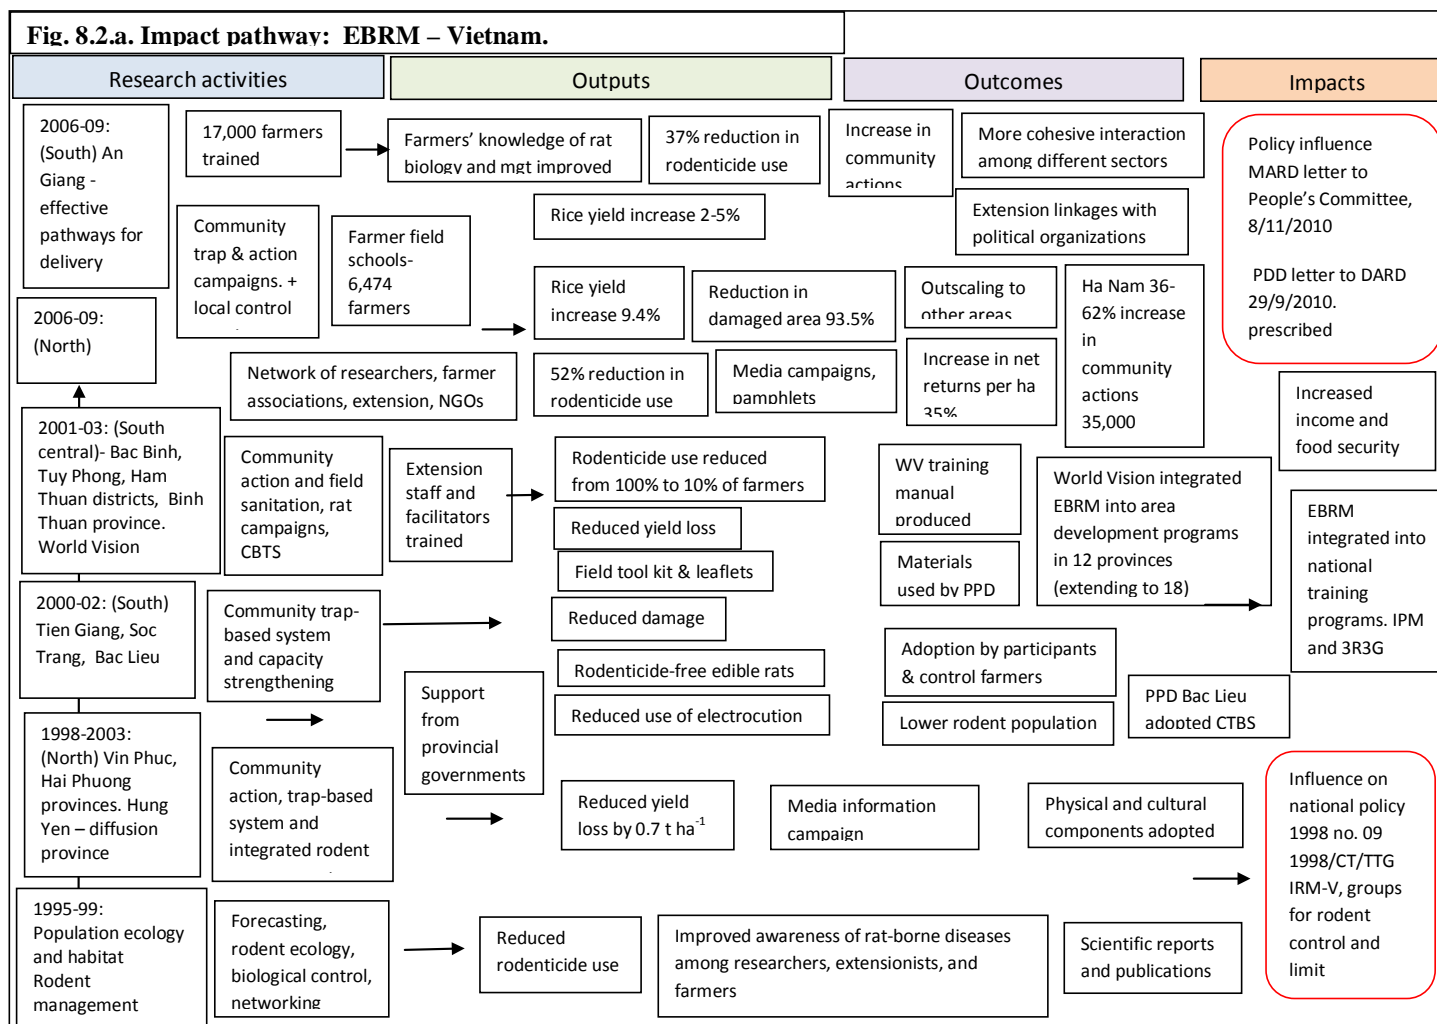 Fig. 8.2.a. Impact pathway:  EBRM – Vietnam.
Research activities
Outputs
Outcomes
Impacts
2006-09:
(South) An
Giang -
effective
pathways for
delivery
17,000 farmers
trained
Farmers’ knowledge of rat
biology and mgt improved
37% reduction in
rodenticide use
Increase in
community
actions
More cohesive interaction
among different sectors
Policy influence
MARD letter to
People’s Committee,
8/11/2010
PDD letter to DARD
29/9/2010.
prescribed
Community
trap & action
campaigns. +
local control
Farmer field
schools-
6,474
farmers
Rice yield increase 2-5%
Extension linkages with
political organizations
2006-09:
(North)
Rice yield
increase 9.4%
Reduction in
damaged area 93.5%
Outscaling to
other areas
Ha Nam 36-
62% increase
in
community
actions
35,000
Network of researchers, farmer
associations, extension, NGOs
52% reduction in
rodenticide use
Media campaigns,
pamphlets
Increase in net
returns per ha
35%
Increased
income and
food security
2001-03: (South
central)- Bac Binh,
Tuy Phong, Ham
Thuan districts,  Binh
Thuan province.
World Vision
Community
action and field
sanitation, rat
campaigns,
CBTS
Extension
staff and
facilitators
trained
Rodenticide use reduced
from 100% to 10% of farmers
Reduced yield loss
Field tool kit & leaflets
WV training
manual
produced
Materials
used by PPD
World Vision integrated
EBRM into area
development programs
in 12 provinces
(extending to 18)
EBRM
integrated into
national
training
programs. IPM
and 3R3G
2000-02: (South)
Tien Giang, Soc
Trang,  Bac Lieu
Community trap-
based system
and capacity
strengthening
Reduced damage
Rodenticide-free edible rats
Reduced use of electrocution
Support
from
provincial
governments
Adoption by participants
& control farmers
Lower rodent population
PPD Bac Lieu
adopted CTBS
1998-2003:
(North) Vin Phuc,
Hai Phuong
provinces. Hung
Yen – diffusion
province
Community
action, trap-based
system and
integrated rodent
Reduced yield
loss by 0.7 t ha⁻¹
Media information
campaign
Physical and cultural
components adopted
Influence on
national policy
1998 no. 09
1998/CT/TTG
IRM-V, groups
for rodent
control and
limit
1995-99:
Population ecology
and habitat
Rodent
management
Forecasting,
rodent ecology,
biological control,
networking
Reduced
rodenticide use
Improved awareness of rat-borne diseases
among researchers, extensionists, and
farmers
Scientific reports
and publications